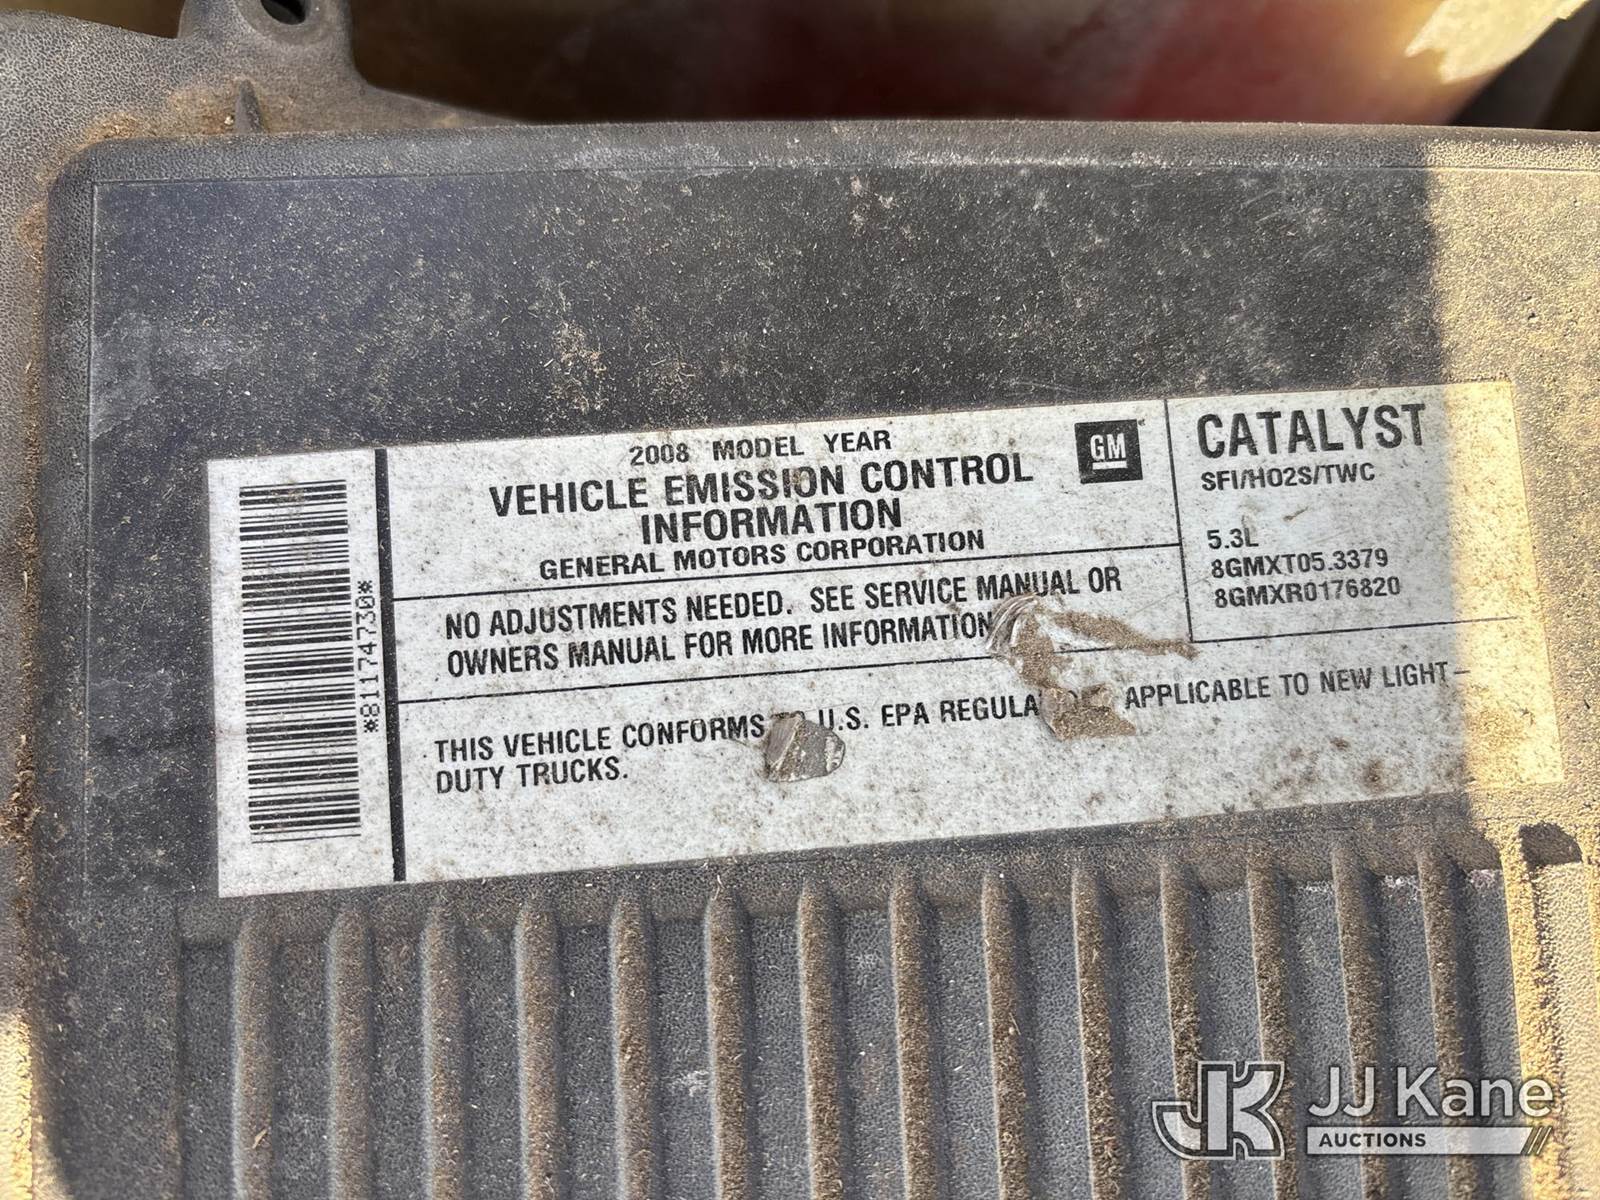 2008 MODEL YEAR
VEHICLE EMISSION CONTROL
INFORMATION
GENERAL MOTORS CORPORATION
GM
NO ADJUSTMENTS NEEDED. SEE SERVICE MANUAL OR
OWNERS MANUAL FOR MORE INFORMATION
THIS VEHICLE CONFORMS U.S. EPA APPLICABLE TO NEW LIGHT-
DUTY TRUCKS.
CATALYST
SFI/HO2S/TWC
5.3L
8GMXT05.3379
8GMXR0176820
*81174730*
JK JJ Kane
AUCTIONS